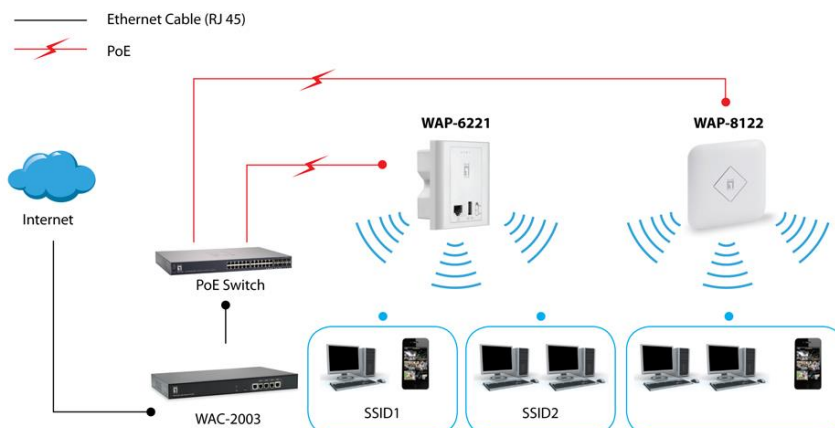 Ethernet Cable (RJ 45)
PoE
WAP-6221
WAP-8122
Internet
PoE Switch
WAC-2003
SSID1
SSID2